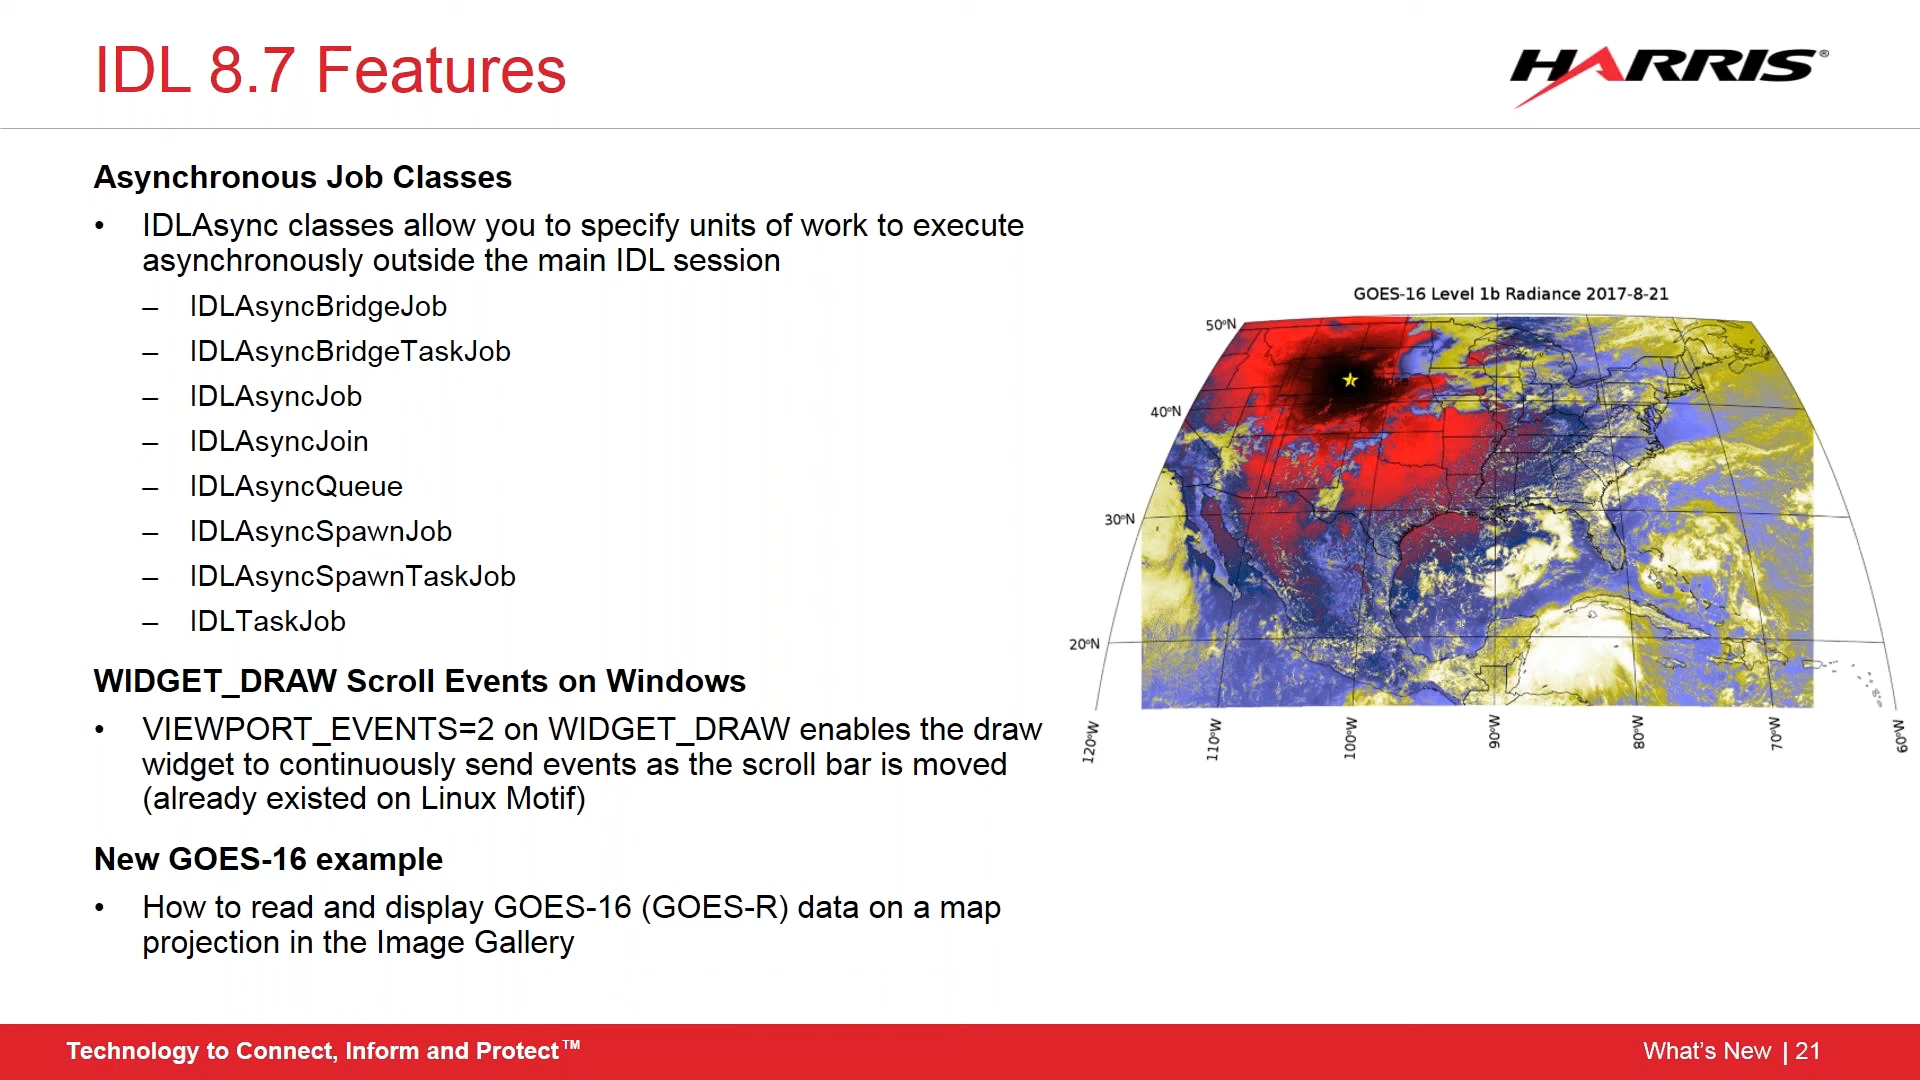 IDL 8.7 Features
HARRIS®
Asynchronous Job Classes
• IDLAsync classes allow you to specify units of work to execute
asynchronously outside the main IDL session
– IDLAsyncBridgeJob
– IDLAsyncBridgeTaskJob
– IDLAsyncJob
– IDLAsyncJoin
– IDLAsyncQueue
– IDLAsyncSpawnJob
– IDLAsyncSpawnTaskJob
– IDLTaskJob
WIDGET_DRAW Scroll Events on Windows
• VIEWPORT_EVENTS=2 on WIDGET_DRAW enables the draw
widget to continuously send events as the scroll bar is moved
(already existed on Linux Motif)
New GOES-16 example
• How to read and display GOES-16 (GOES-R) data on a map
projection in the Image Gallery
GOES-16 Level 1b Radiance 2017-8-21
50°N
40°N
30°N
20°N
120°W
110°W
100°W
90°W
80°W
70°W
60°W
Technology to Connect, Inform and Protect™
What’s New | 21